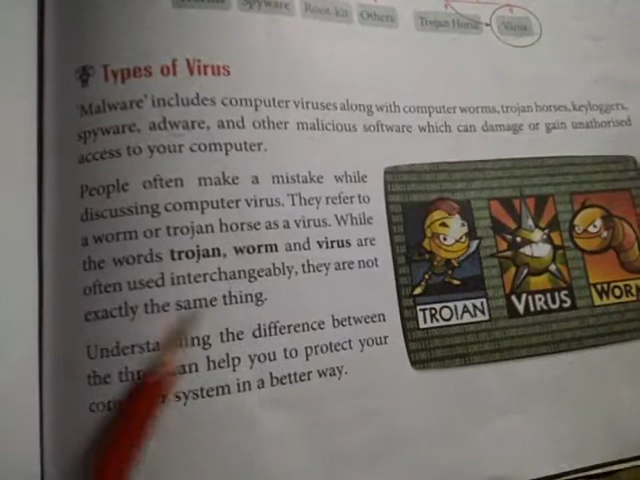 Spyware Root-kit Others Trojan Horse Virus
Types of Virus
'Malware' includes computer viruses along with computer worms, trojan horses, keyloggers,
spyware, adware, and other malicious software which can damage or gain unathorised
access to your computer.
People often make a mistake while
discussing computer virus. They refer to
a worm or trojan horse as a virus. While
the words trojan, worm and virus are
often used interchangeably, they are not
exactly the same thing.
the difference between
the can help you to protect your
system in a better way.
TROJAN VIRUS WORM